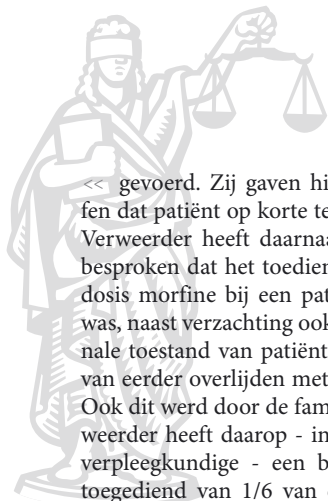 << gevoerd. Zij gaven hi
fen dat patiënt op korte te
Verweerder heeft daarnaa
besproken dat het toedien
dosis morfine bij een pat
was, naast verzachting ook
nale toestand van patiënt
van eerder overlijden met
Ook dit werd door de fam
weerder heeft daarop - in
verpleegkundige - een b
toegediend van 1/6 van